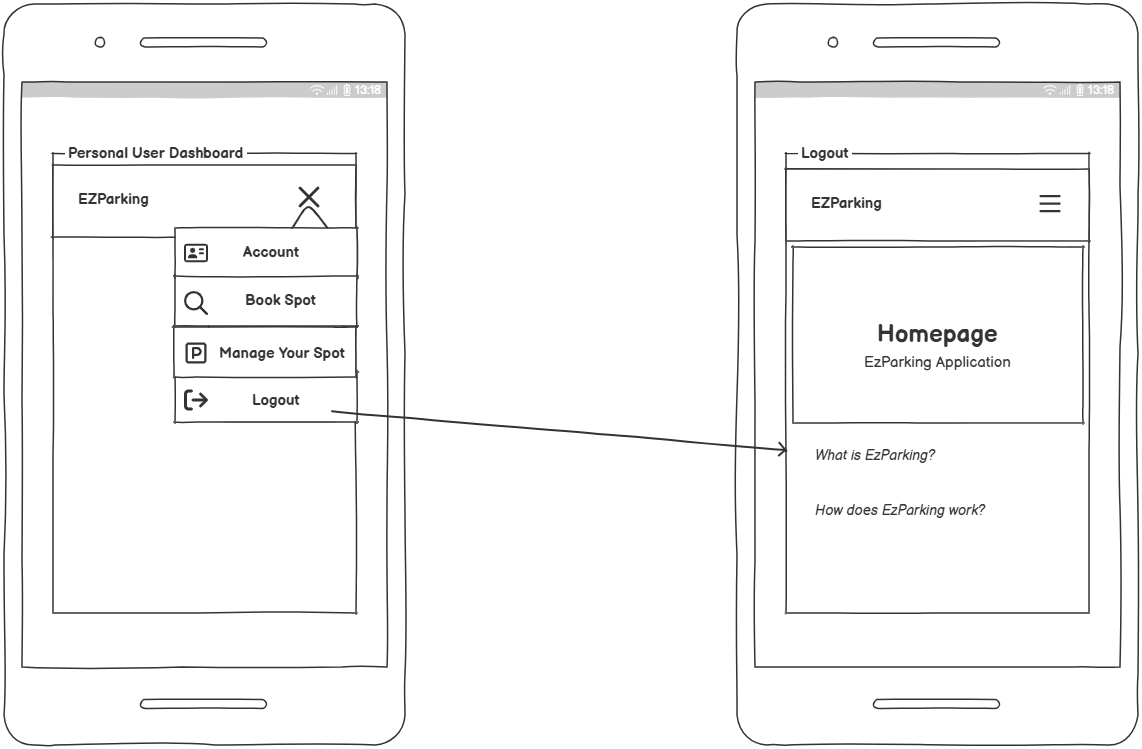 13:18
Personal User Dashboard
EZParking
Account
Book Spot
P Manage Your Spot
Logout
13:18
Logout
EZParking
Homepage
EzParking Application
What is EzParking?
How does EzParking work?